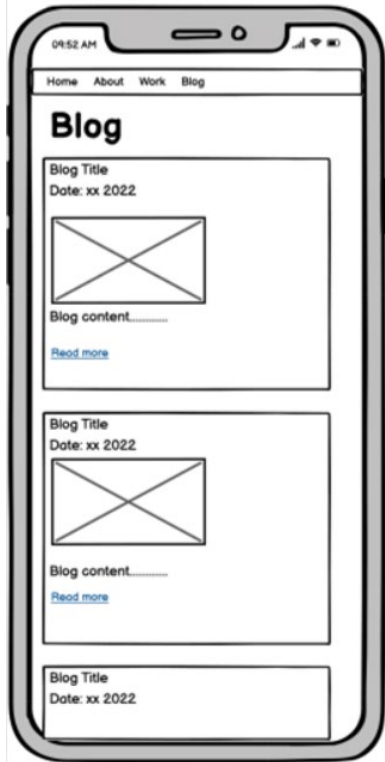 09:52 AM
Home About Work Blog
Blog
Blog Title
Date: xx 2022
Blog content............
Read more
Blog Title
Date: xx 2022
Blog content............
Read more
Blog Title
Date: xx 2022